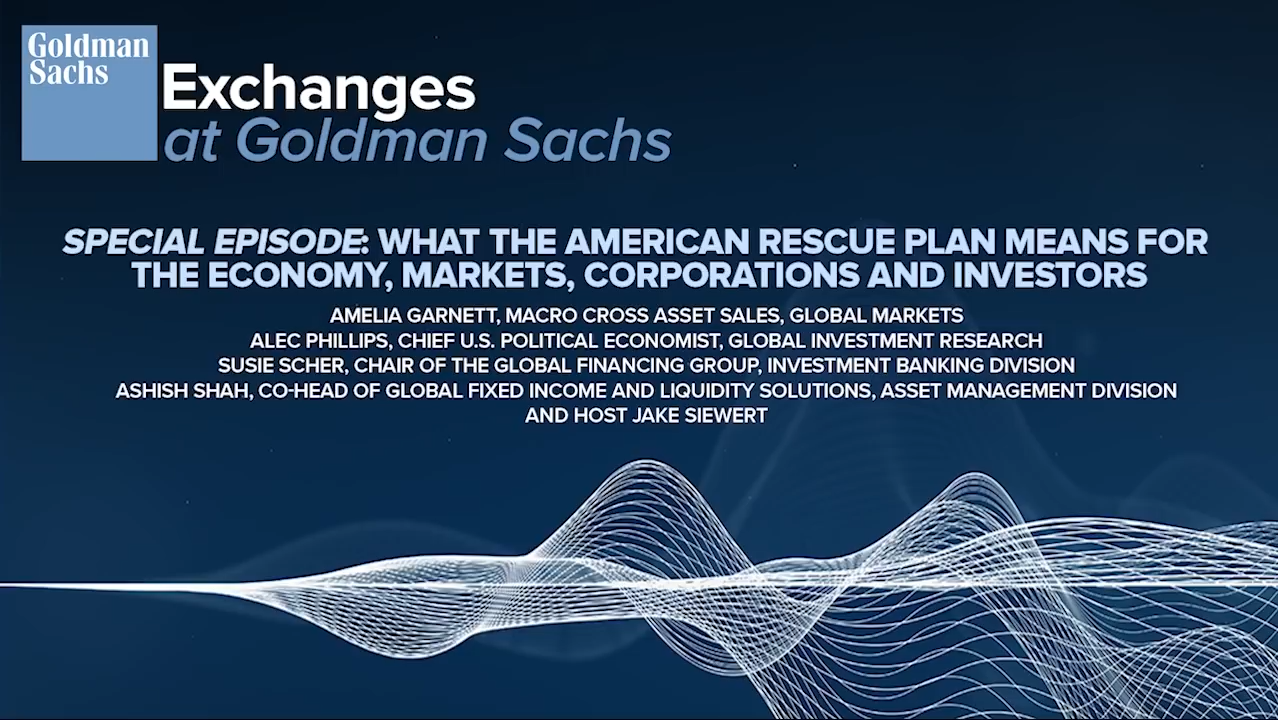 Goldman
Sachs
Exchanges
at Goldman Sachs
SPECIAL EPISODE: WHAT THE AMERICAN RESCUE PLAN MEANS FOR
THE ECONOMY, MARKETS, CORPORATIONS AND INVESTORS
AMELIA GARNETT, MACRO CROSS ASSET SALES, GLOBAL MARKETS
ALEC PHILLIPS, CHIEF U.S. POLITICAL ECONOMIST, GLOBAL INVESTMENT RESEARCH
SUSIE SCHER, CHAIR OF THE GLOBAL FINANCING GROUP, INVESTMENT BANKING DIVISION
ASHISH SHAH, CO-HEAD OF GLOBAL FIXED INCOME AND LIQUIDITY SOLUTIONS, ASSET MANAGEMENT DIVISION
AND HOST JAKE SIEWERT